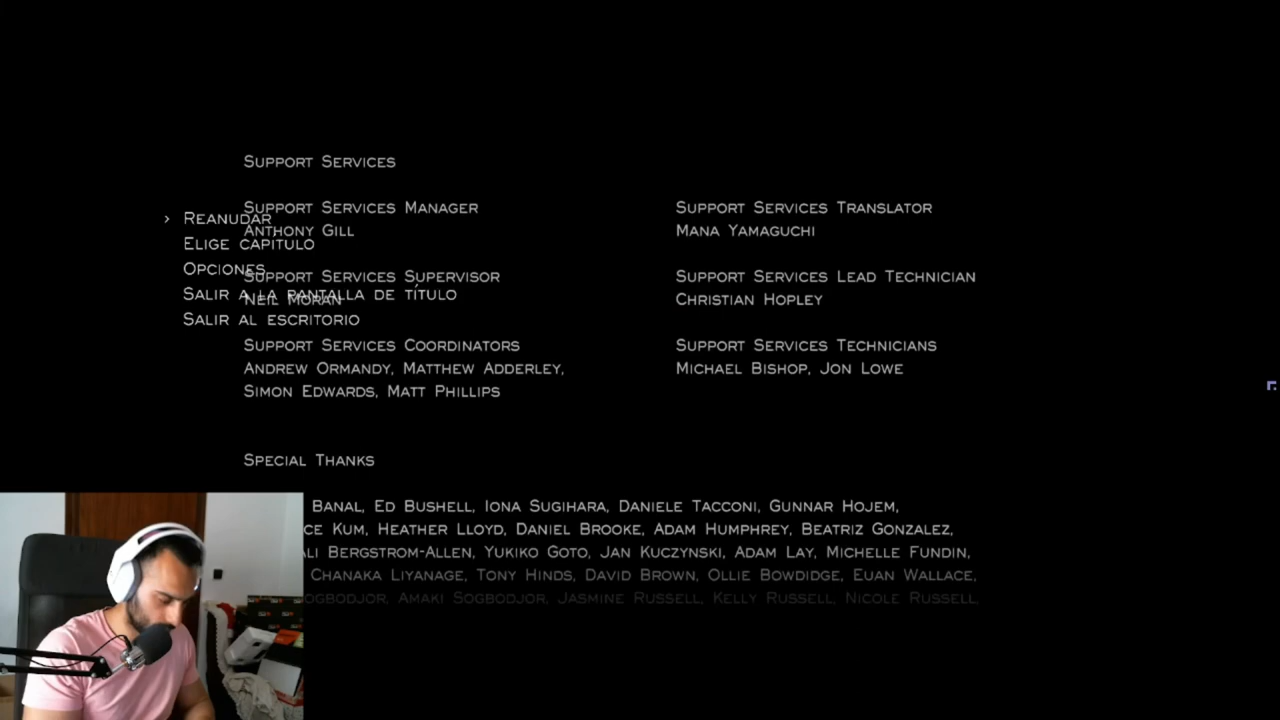 Support Services
Support Services Manager
Anthony Gill
Support Services Supervisor
Neil Moran
Support Services Coordinators
Andrew Ormandy, Matthew Adderley,
Simon Edwards, Matt Phillips
Support Services Translator
Mana Yamaguchi
Support Services Lead Technician
Christian Hopley
Support Services Technicians
Michael Bishop, Jon Lowe
> Reanudar
Elige capítulo
Opciones
Salir a la pantalla de título
Salir al escritorio
Special Thanks
Banal, Ed Bushell, Iona Sugihara, Daniele Tacconi, Gunnar Hojem,
Kum, Heather Lloyd, Daniel Brooke, Adam Humphrey, Beatriz Gonzalez,
Bergstrom-Allen, Yukiko Goto, Jan Kuczynski, Adam Lay, Michelle Fundin,
Chanaka Liyanage, Tony Hinds, David Brown, Ollie Bowdidge, Euan Wallace,
Amaki Sogbodjor, Jasmine Russell, Kelly Russell, Nicole Russell,